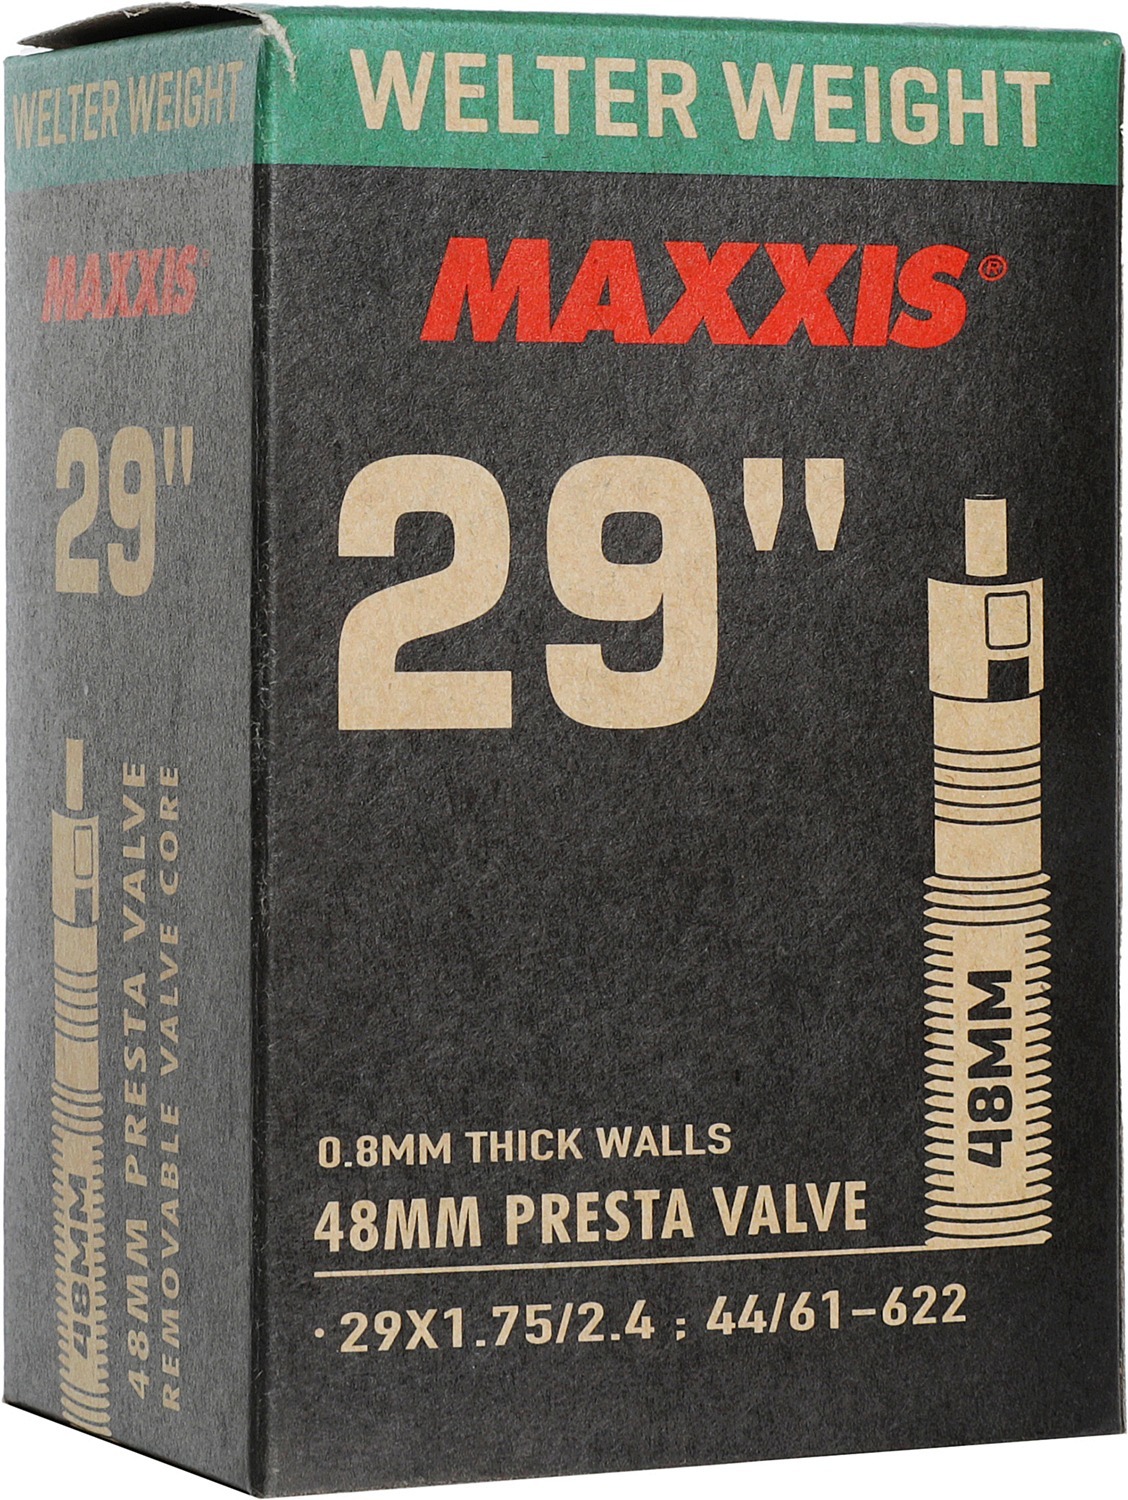 WELTER WEIGHT
MAXXIS®
29"
48MM
0.8MM THICK WALLS
48MM PRESTA VALVE
· 29X1.75/2.4 ; 44/61-622
WELTER WEIGHT
MAXXIS
29"
48MM
48MM PRESTA VALVE
REMOVABLE VALVE CORE